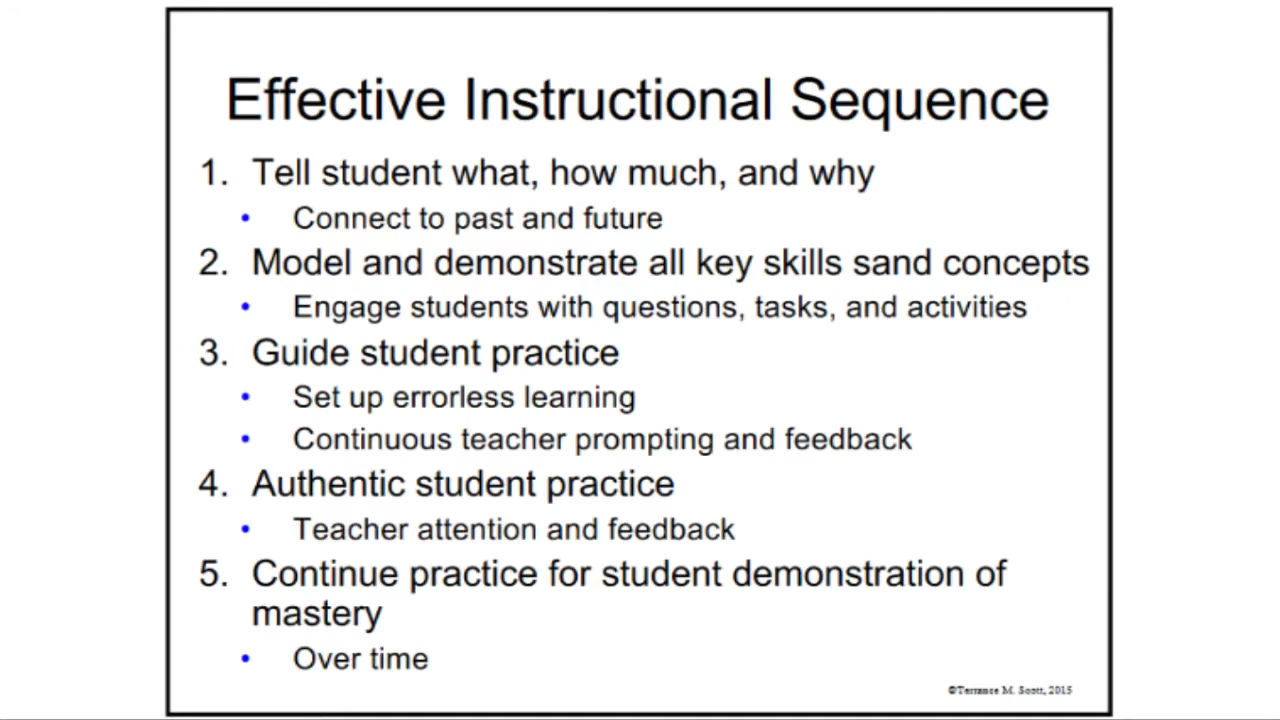 Effective Instructional Sequence
1. Tell student what, how much, and why
• Connect to past and future
2. Model and demonstrate all key skills sand concepts
• Engage students with questions, tasks, and activities
3. Guide student practice
• Set up errorless learning
• Continuous teacher prompting and feedback
4. Authentic student practice
• Teacher attention and feedback
5. Continue practice for student demonstration of
mastery
• Over time
©Terrance M. Scott, 2015